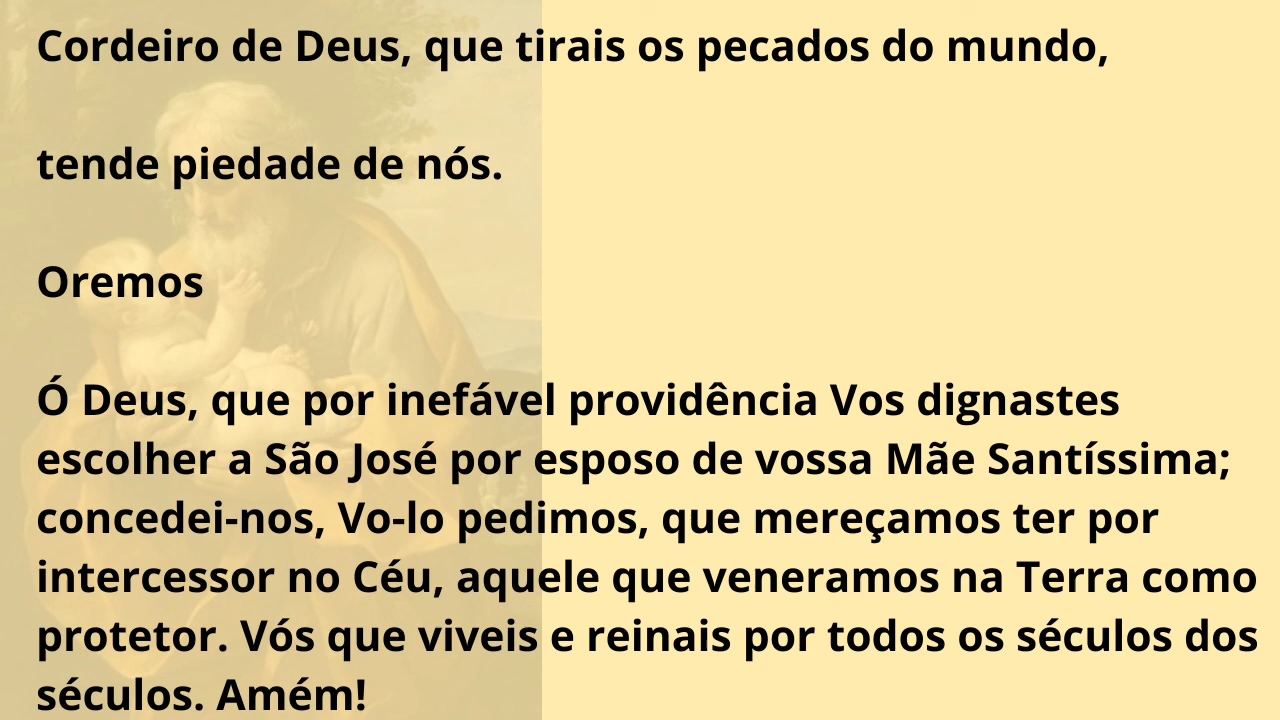 Cordeiro de Deus, que tirais os pecados do mundo,
tende piedade de nós.
Oremos
Ó Deus, que por inefável providência Vos dignastes
escolher a São José por esposo de vossa Mãe Santíssima;
concedei-nos, Vo-lo pedimos, que mereçamos ter por
intercessor no Céu, aquele que veneramos na Terra como
protetor. Vós que viveis e reinais por todos os séculos dos
séculos. Amém!